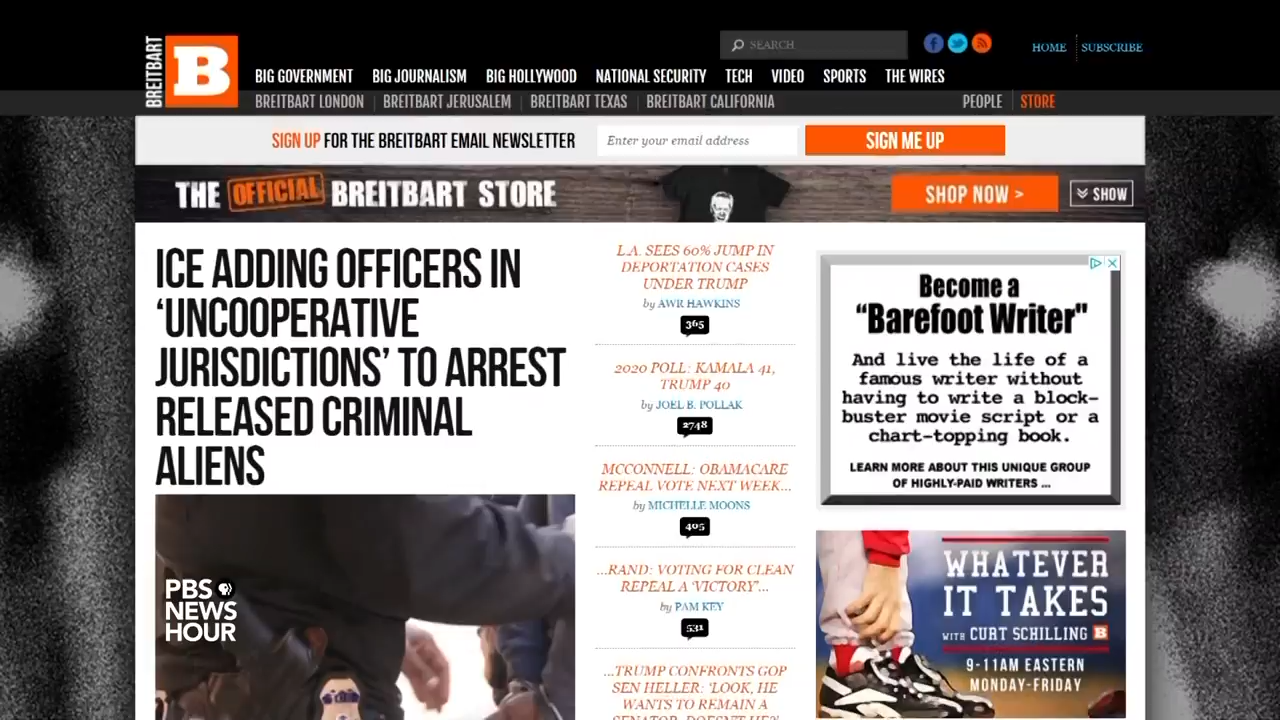 BREITBART
B
SEARCH
HOME
SUBSCRIBE
BIG GOVERNMENT
BIG JOURNALISM
BIG HOLLYWOOD
NATIONAL SECURITY
TECH
VIDEO
SPORTS
THE WIRES
BREITBART LONDON
BREITBART JERUSALEM
BREITBART TEXAS
BREITBART CALIFORNIA
PEOPLE
STORE
SIGN UP FOR THE BREITBART EMAIL NEWSLETTER
Enter your email address
SIGN ME UP
THE OFFICIAL BREITBART STORE
SHOP NOW >
SHOW
ICE ADDING OFFICERS IN
‘UNCOOPERATIVE
JURISDICTIONS’ TO ARREST
RELEASED CRIMINAL
ALIENS
PBS
NEWS
HOUR
L.A. SEES 60% JUMP IN
DEPORTATION CASES
UNDER TRUMP
by AWR HAWKINS
365
2020 POLL: KAMALA 41,
TRUMP 40
by JOEL B. POLLAK
2748
MCCONNELL: OBAMACARE
REPEAL VOTE NEXT WEEK...
by MICHELLE MOONS
405
...RAND: VOTING FOR CLEAN
REPEAL A ‘VICTORY’...
by PAM KEY
531
...TRUMP CONFRONTS GOP
SEN HELLER: ‘LOOK, HE
WANTS TO REMAIN A
SENATOR, DOESN’T HE?’
Become a
"Barefoot Writer"
And live the life of a
famous writer without
having to write a block-
buster movie script or a
chart-topping book.
LEARN MORE ABOUT THIS UNIQUE GROUP
OF HIGHLY-PAID WRITERS ...
WHATEVER
IT TAKES
WITH CURT SCHILLING B
9-11AM EASTERN
MONDAY-FRIDAY